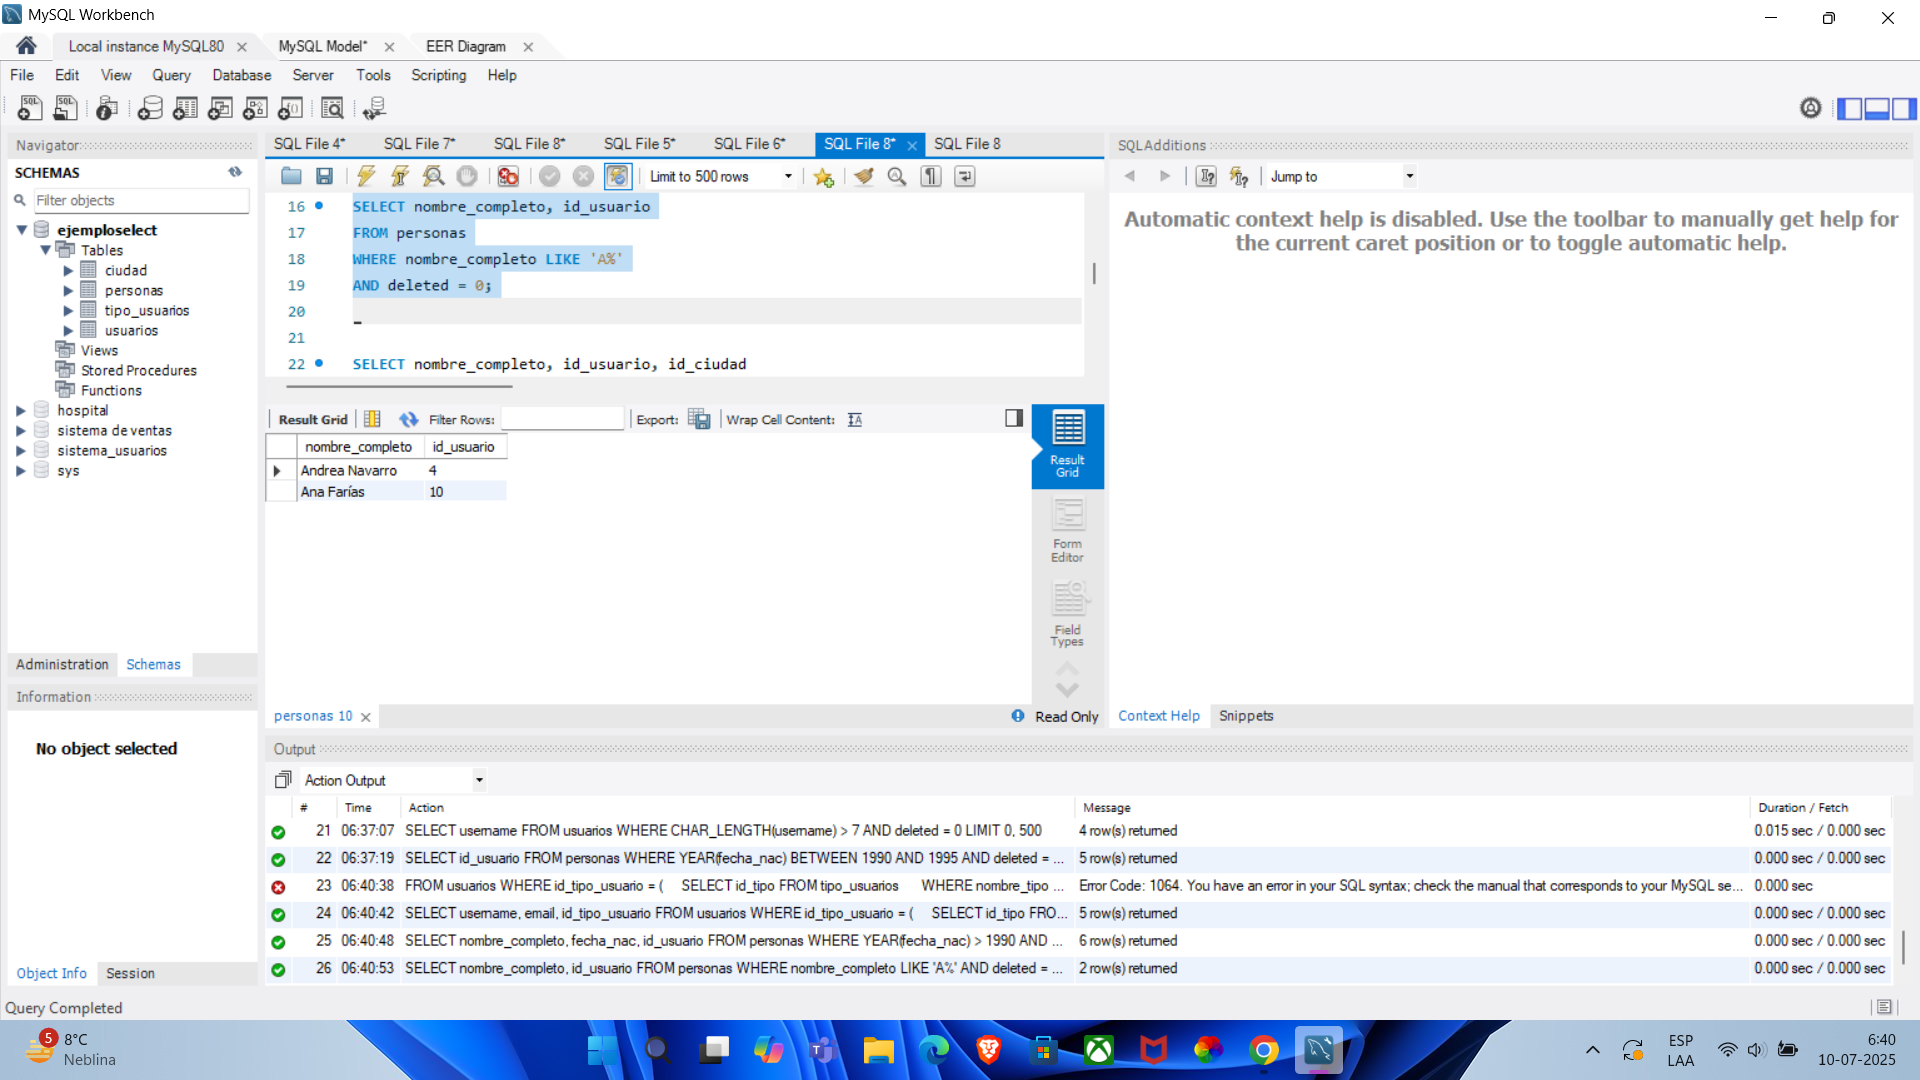 MySQL Workbench
Local instance MySQL80
MySQL Model*
EER Diagram
File Edit View Query Database Server Tools Scripting Help
Navigator
SCHEMAS
Filter objects
ejemploselect
Tables
ciudad
personas
tipo_usuarios
usuarios
Views
Stored Procedures
Functions
hospital
sistema de ventas
sistema_usuarios
sys
Administration Schemas
Information
No object selected
Object Info Session
Query Completed
SQL File 4* SQL File 7* SQL File 8* SQL File 5* SQL File 6* SQL File 8* SQL File 8
Limit to 500 rows
16 SELECT nombre_completo, id_usuario
17 FROM personas
18 WHERE nombre_completo LIKE 'A%'
19 AND deleted = 0;
20
21
22 SELECT nombre_completo, id_usuario, id_ciudad
Result Grid Filter Rows: Export: Wrap Cell Content:
nombre_completo id_usuario
Andrea Navarro 4
Ana Farías 10
Result Grid
Form Editor
Field Types
personas 10
Read Only
SQLAdditions
Jump to
Automatic context help is disabled. Use the toolbar to manually get help for
the current caret position or to toggle automatic help.
Context Help Snippets
Output
Action Output
# Time Action Message Duration / Fetch
21 06:37:07 SELECT username FROM usuarios WHERE CHAR_LENGTH(username) > 7 AND deleted = 0 LIMIT 0, 500 4 row(s) returned 0.015 sec / 0.000 sec
22 06:37:19 SELECT id_usuario FROM personas WHERE YEAR(fecha_nac) BETWEEN 1990 AND 1995 AND deleted = ... 5 row(s) returned 0.000 sec / 0.000 sec
23 06:40:38 FROM usuarios WHERE id_tipo_usuario = ( SELECT id_tipo FROM tipo_usuarios WHERE nombre_tipo ... Error Code: 1064. You have an error in your SQL syntax; check the manual that corresponds to your MySQL se... 0.000 sec
24 06:40:42 SELECT username, email, id_tipo_usuario FROM usuarios WHERE id_tipo_usuario = ( SELECT id_tipo FRO... 5 row(s) returned 0.000 sec / 0.000 sec
25 06:40:48 SELECT nombre_completo, fecha_nac, id_usuario FROM personas WHERE YEAR(fecha_nac) > 1990 AND ... 6 row(s) returned 0.000 sec / 0.000 sec
26 06:40:53 SELECT nombre_completo, id_usuario FROM personas WHERE nombre_completo LIKE 'A%' AND deleted = ... 2 row(s) returned 0.000 sec / 0.000 sec
5
8°C
Neblina
ESP
LAA
6:40
10-07-2025